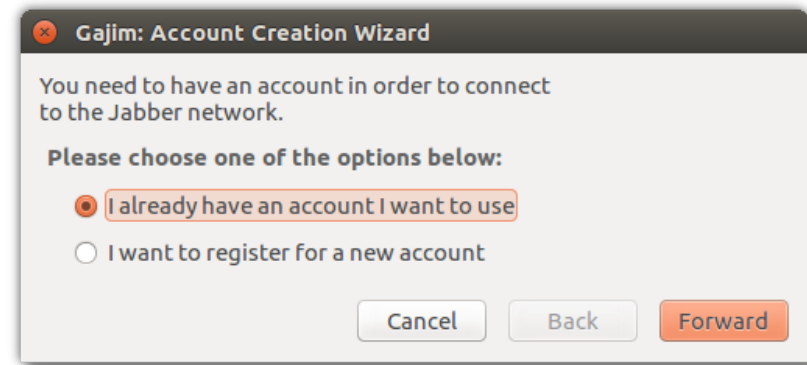 Gajim: Account Creation Wizard
You need to have an account in order to connect
to the Jabber network.
Please choose one of the options below:
I already have an account I want to use
I want to register for a new account
Cancel Back Forward